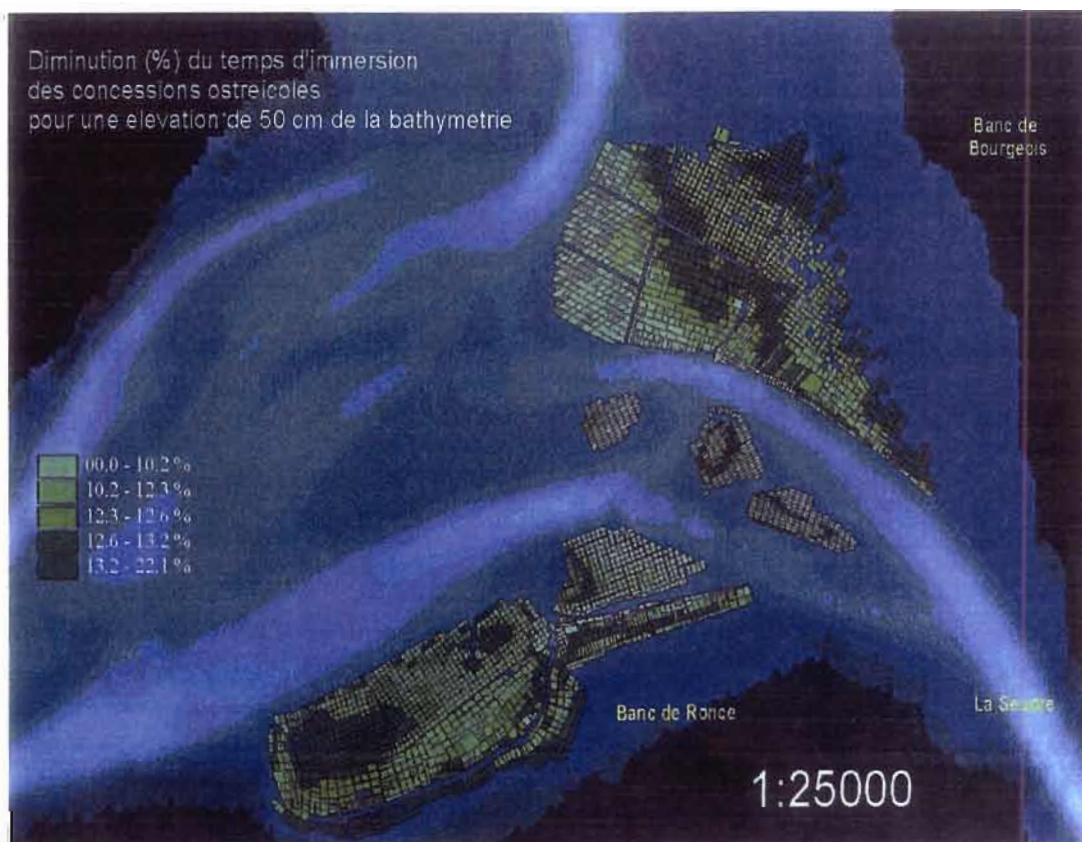 Diminution (%) du temps d'immersion
des concessions ostreicoles
pour une elevation de 50 cm de la bathymetrie
Banc de
Bourgeois
00.0 - 10.2 %
10.2 - 12.3 %
12.3 - 12.6 %
12.6 - 13.2 %
13.2 - 22.1 %
Banc de Ronce
La Seudre
1:25000